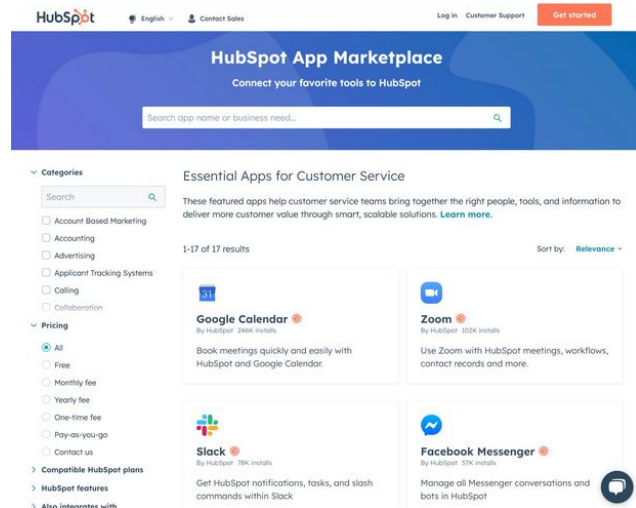 HubSpot
English
Contact Sales
Log in
Customer Support
Get started
HubSpot App Marketplace
Connect your favorite tools to HubSpot
Search app name or business need...
Categories
Search
Account Based Marketing
Accounting
Advertising
Applicant Tracking Systems
Calling
Collaboration
Pricing
All
Free
Monthly fee
Yearly fee
One-time fee
Pay-as-you-go
Contact us
Compatible HubSpot plans
HubSpot features
Also integrates with
Essential Apps for Customer Service
These featured apps help customer service teams bring together the right people, tools, and information to
deliver more customer value through smart, scalable solutions. Learn more.
1-17 of 17 results
Sort by: Relevance
31
Google Calendar
By HubSpot 246K installs
Book meetings quickly and easily with
HubSpot and Google Calendar.
Zoom
By HubSpot 102K installs
Use Zoom with HubSpot meetings, workflows,
contact records and more.
Slack
By HubSpot 78K installs
Get HubSpot notifications, tasks, and slash
commands within Slack
Facebook Messenger
By HubSpot 57K installs
Manage all Messenger conversations and
bots in HubSpot